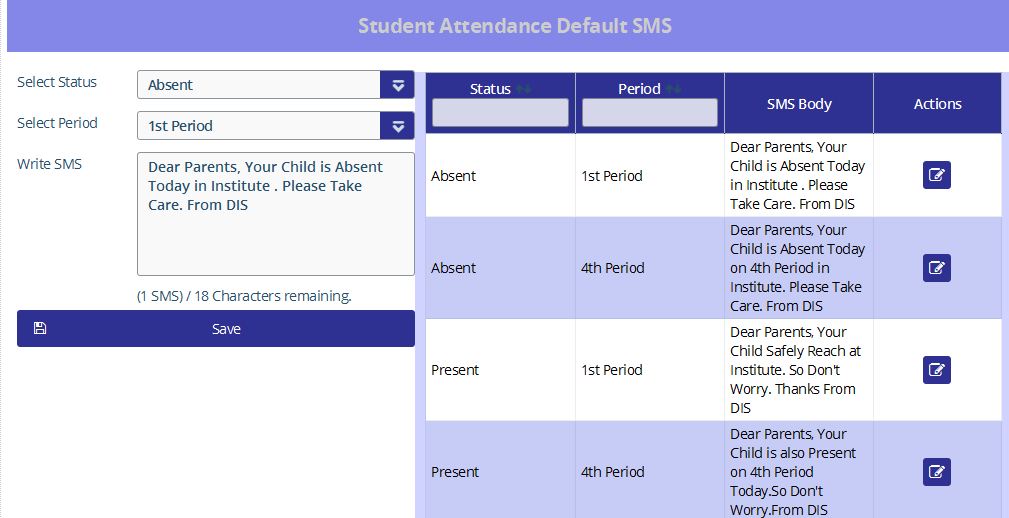 Student Attendance Default SMS
Select Status
Absent
Select Period
1st Period
Write SMS
Dear Parents, Your Child is Absent
Today in Institute . Please Take
Care. From DIS
(1 SMS) / 18 Characters remaining.
Save
Status
Period
SMS Body
Actions
Absent
1st Period
Dear Parents, Your
Child is Absent Today
in Institute . Please
Take Care. From DIS
Absent
4th Period
Dear Parents, Your
Child is Absent Today
on 4th Period in
Institute. Please Take
Care. From DIS
Present
1st Period
Dear Parents, Your
Child Safely Reach at
Institute. So Don't
Worry. Thanks From
DIS
Present
4th Period
Dear Parents, Your
Child is also Present
on 4th Period
Today.So Don't
Worry.From DIS